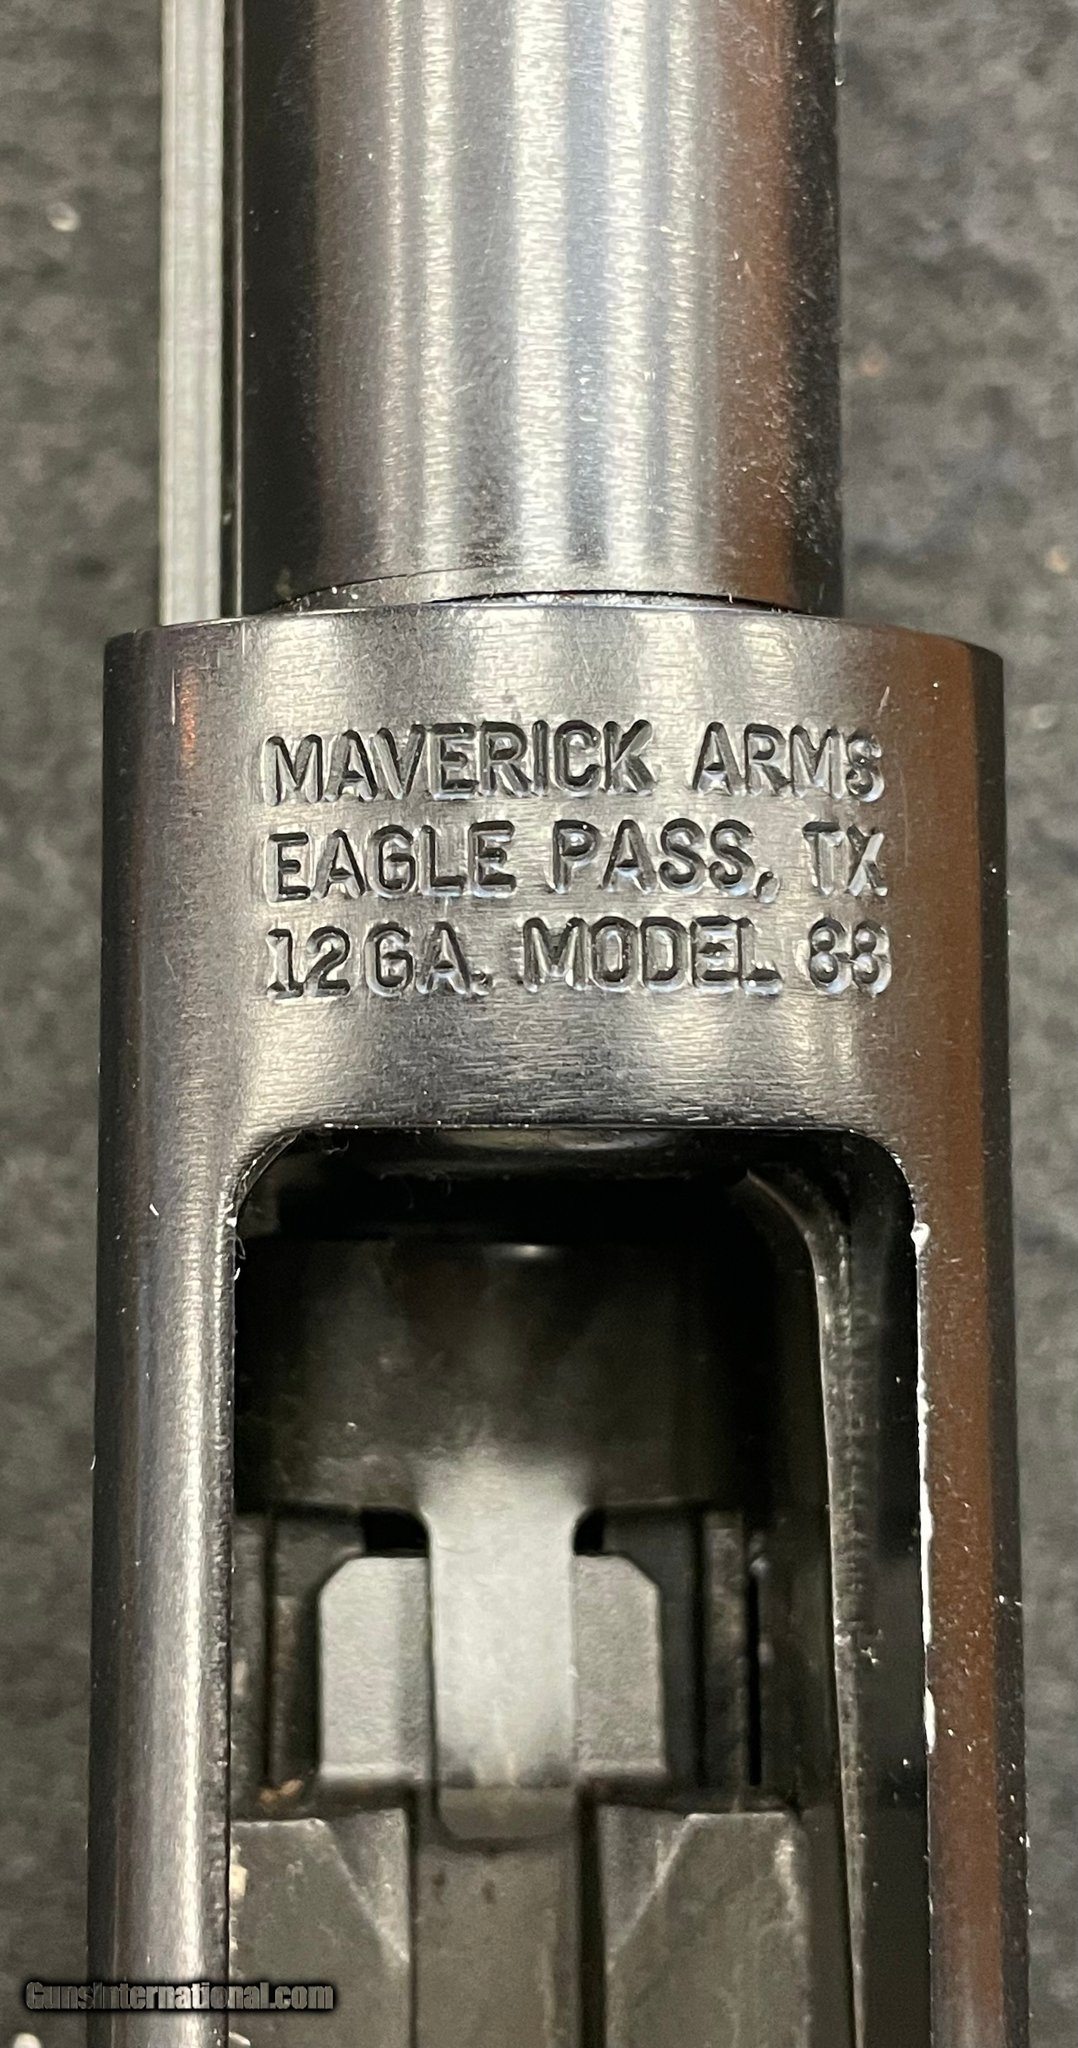 MAVERICK ARMS
EAGLE PASS, TX
12GA. MODEL 88
GunsInternational.com